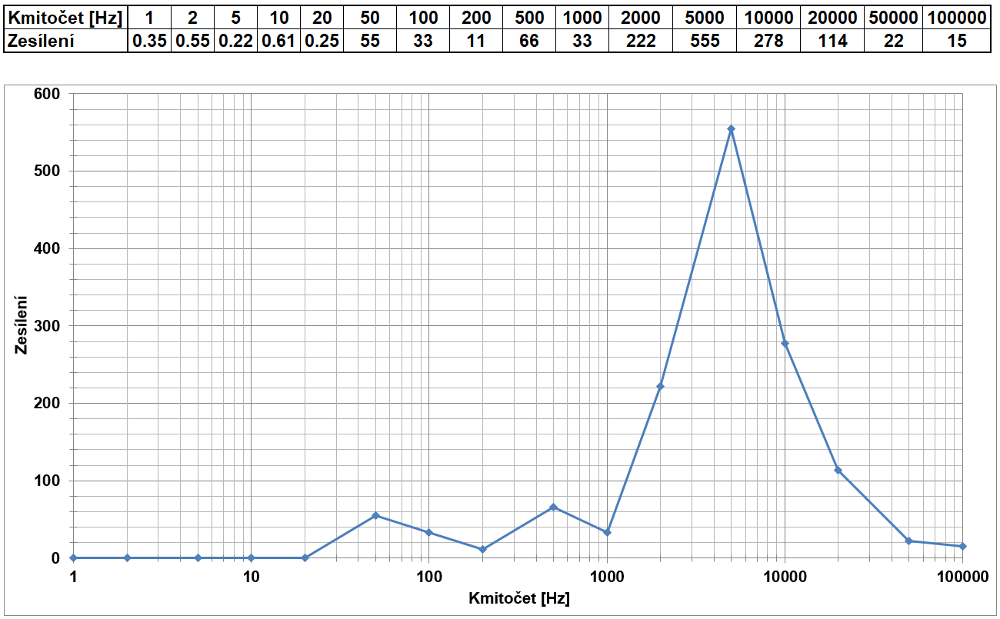 Kmitočet [Hz] 1 2 5 10 20 50 100 200 500 1000 2000 5000 10000 20000 50000 100000
Zesílení 0.35 0.55 0.22 0.61 0.25 55 33 11 66 33 222 555 278 114 22 15
600
500
400
300
200
100
0
Zesílení
1 10 100 1000 10000 100000
Kmitočet [Hz]